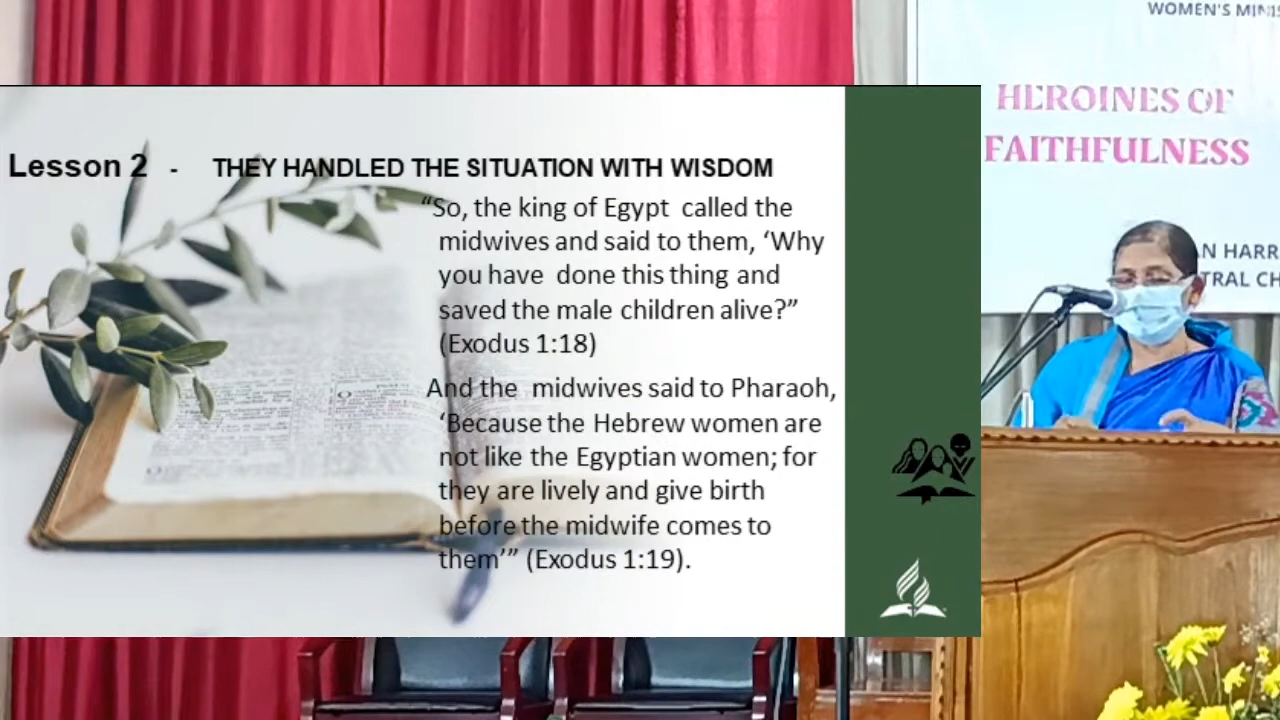 WOMEN'S MINIS
HEROINES OF
FAITHFULNESS
AN HARR
TRAL CH
Lesson 2 - THEY HANDLED THE SITUATION WITH WISDOM
“So, the king of Egypt called the
midwives and said to them, ‘Why
you have done this thing and
saved the male children alive?”
(Exodus 1:18)
And the midwives said to Pharaoh,
‘Because the Hebrew women are
not like the Egyptian women; for
they are lively and give birth
before the midwife comes to
them’” (Exodus 1:19).